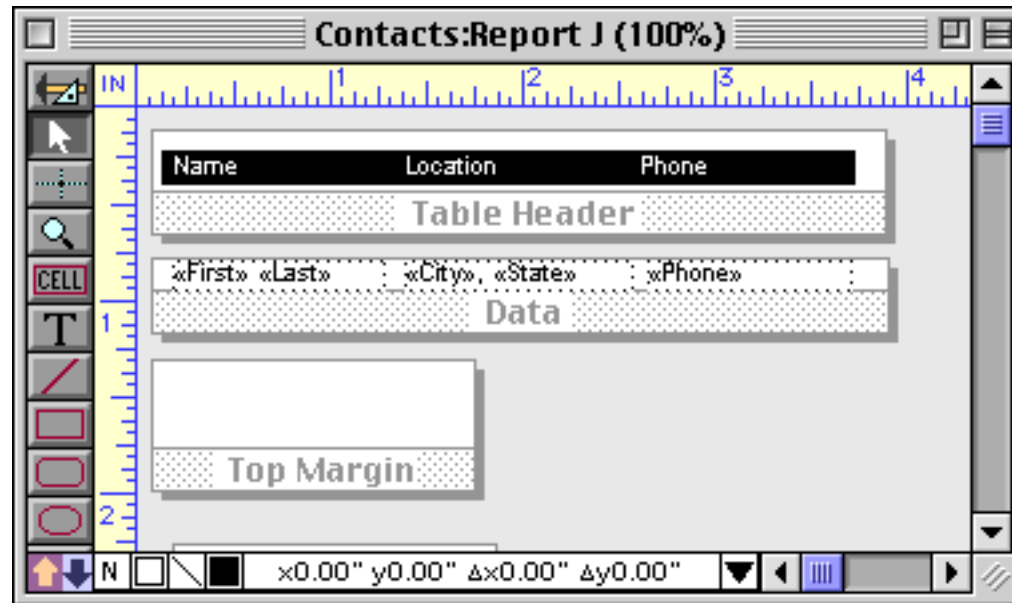 Contacts:Report J (100%)
IN 1 2 3 4
Name Location Phone
Table Header
«First» «Last» «City», «State» »Phone»
CELL
Data
T
1
Top Margin
2
N x0.00" y0.00" Δx0.00" Δy0.00"